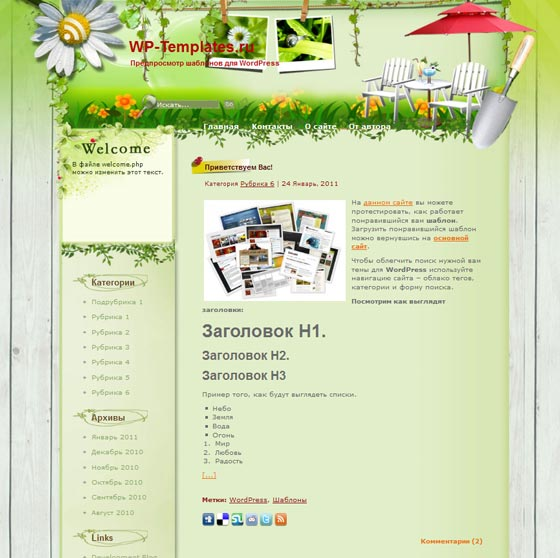 WP-Templates.ru
Предпросмотр шаблонов для WordPress
Искать...
GO
Главная Контакты О сайте От автора
Welcome
В файле welcome.php
можно изменить этот текст.
Категории
Подрубрика 1
Рубрика 1
Рубрика 2
Рубрика 3
Рубрика 4
Рубрика 5
Рубрика 6
Архивы
Январь 2011
Декабрь 2010
Ноябрь 2010
Октябрь 2010
Сентябрь 2010
Август 2010
Links
Development Blog
Приветствуем Вас!
Категория Рубрика 6 | 24 Январь, 2011
На данном сайте вы можете
протестировать, как работает
понравившийся вам шаблон.
Загрузить понравившийся шаблон
можно вернувшись на основной
сайт.
Чтобы облегчить поиск нужной вам
темы для WordPress используйте
навигацию сайта – облако тегов,
категории и форму поиска.
Посмотрим как выглядят
заголовки:
Заголовок H1.
Заголовок H2.
Заголовок H3
Пример того, как будут выглядеть списки.
Небо
Земля
Вода
Огонь
1. Мир
2. Любовь
3. Радость
[...]
Метки: WordPress, Шаблоны
Комментарии (2)